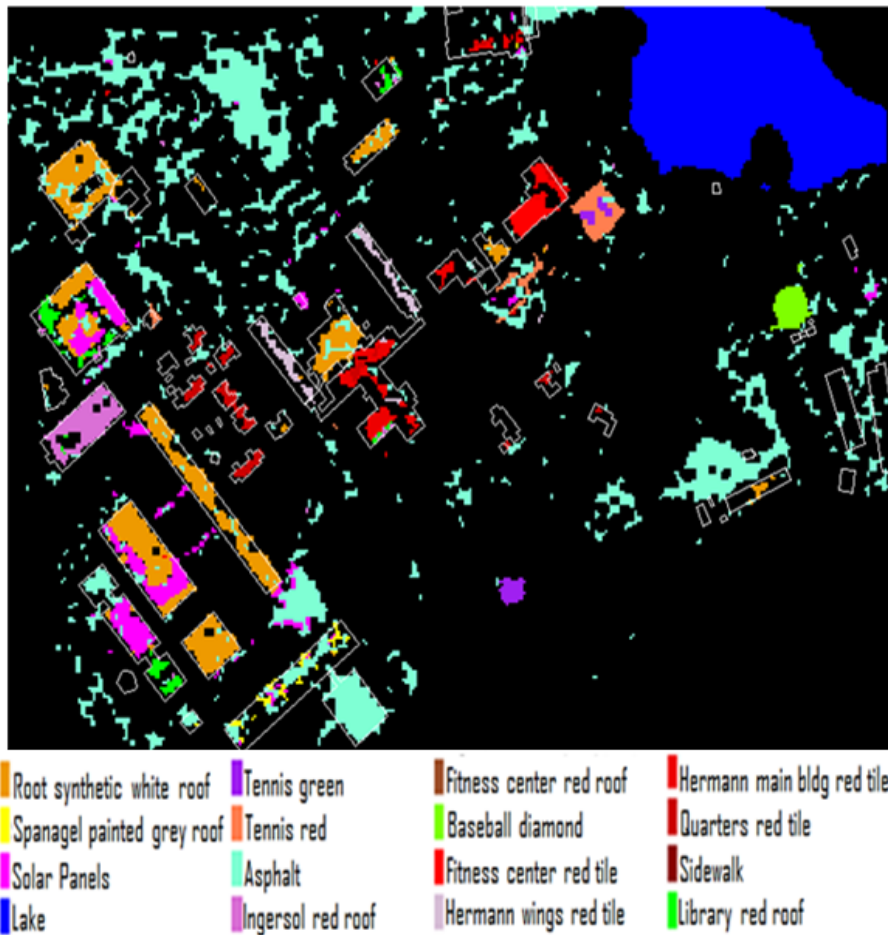 Root synthetic white roof
Spanagel painted grey roof
Solar Panels
Lake
Tennis green
Tennis red
Asphalt
Ingersol red roof
Fitness center red roof
Baseball diamond
Fitness center red tile
Hermann wings red tile
Hermann main bldg red tile
Quarters red tile
Sidewalk
Library red roof